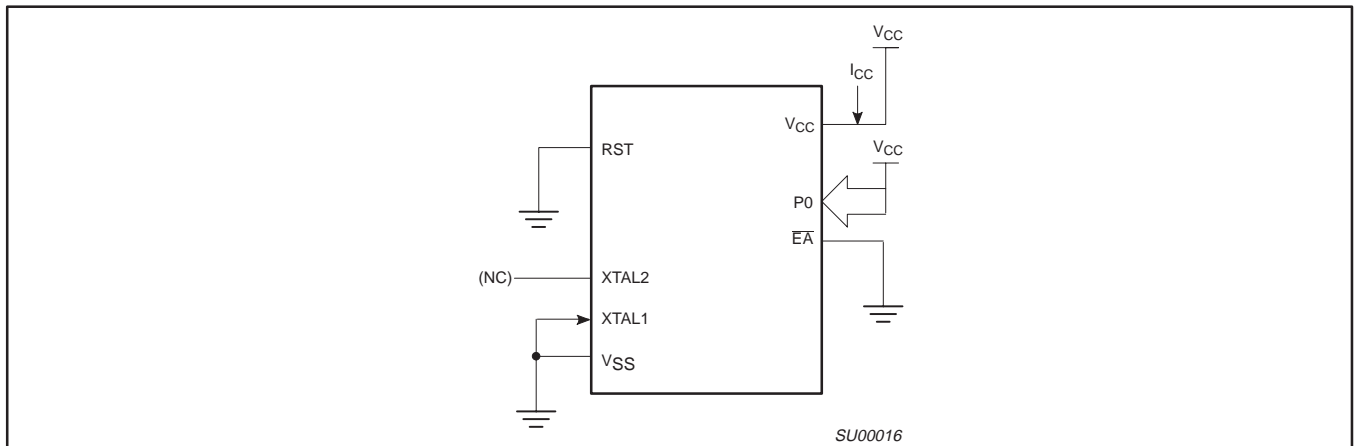 VCC
ICC
VCC
RST
VCC
P0
EA
(NC)
XTAL2
XTAL1
VSS
SU00016